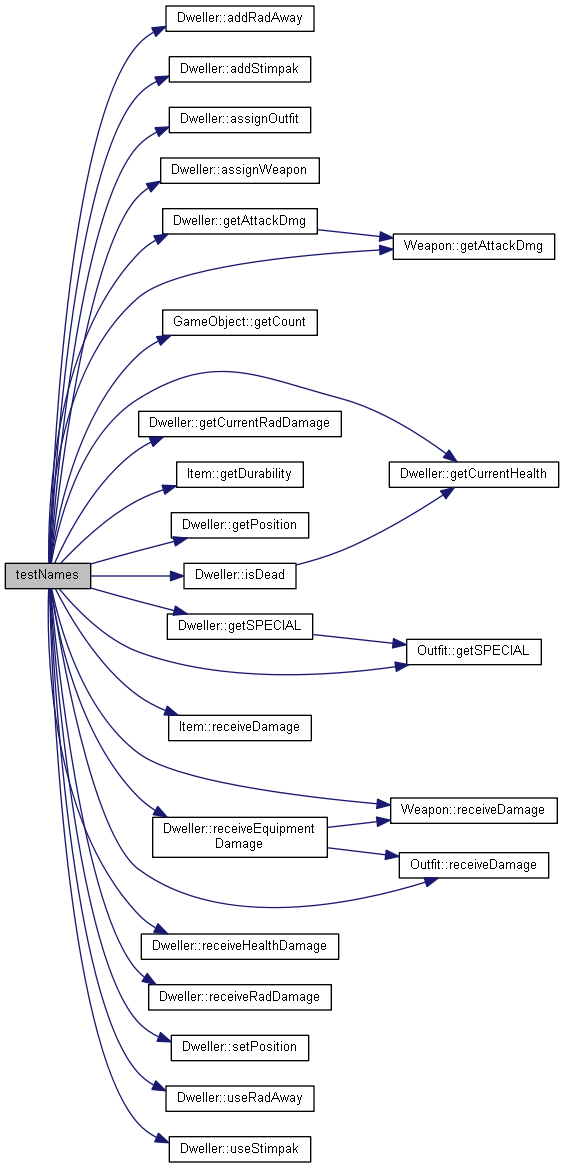 Dweller::addRadAway
Dweller::addStimpak
Dweller::assignOutfit
Dweller::assignWeapon
Dweller::getAttackDmg
Weapon::getAttackDmg
GameObject::getCount
Dweller::getCurrentRadDamage
Item::getDurability
Dweller::getCurrentHealth
Dweller::getPosition
testNames
Dweller::isDead
Dweller::getSPECIAL
Outfit::getSPECIAL
Item::receiveDamage
Weapon::receiveDamage
Dweller::receiveEquipment
Damage
Outfit::receiveDamage
Dweller::receiveHealthDamage
Dweller::receiveRadDamage
Dweller::setPosition
Dweller::useRadAway
Dweller::useStimpak